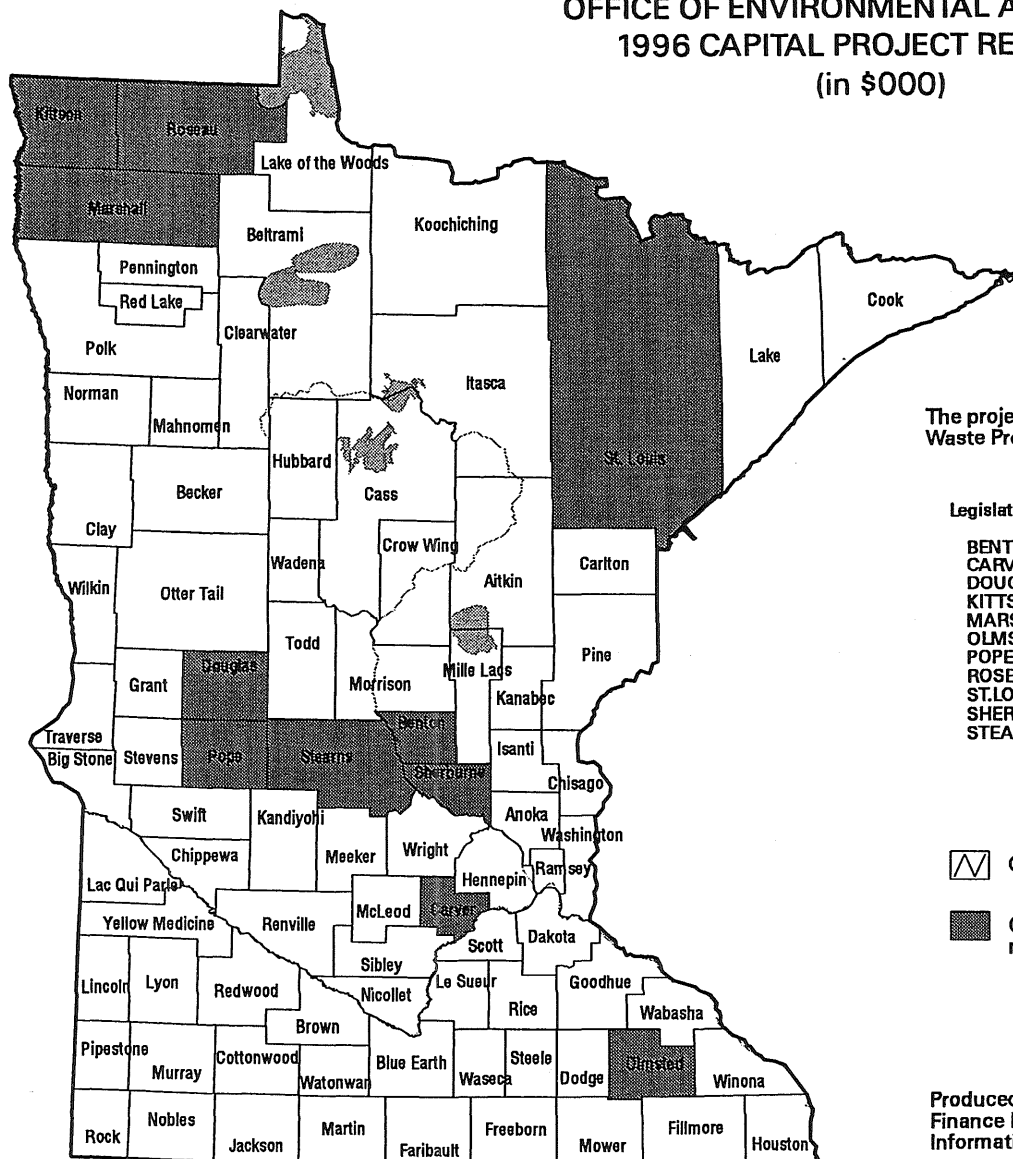 OFFICE OF ENVIRONMENTAL A
1996 CAPITAL PROJECT RE
(in $000)
Kittson
Roseau
Lake of the Woods
Marshall
Koochiching
Beltrami
Pennington
Red Lake
Cook
Clearwater
Polk
Lake
Itasca
Norman
Mahnomen
The proje
Waste Pro
Hubbard
St. Louis
Becker
Cass
Legislat
Clay
Crow Wing
BENT
CARV
DOUG
KITTS
MARS
OLMS
POPE
ROSE
ST.LO
SHER
STEA
Wadena
Carlton
Wilkin
Otter Tail
Aitkin
Todd
Pine
Douglas
Mille Lacs
Grant
Morrison
Kanabec
Benton
Traverse
Isanti
Big Stone
Stevens
Pope
Stearns
Sherburne
Chisago
Swift
Kandiyohi
Anoka
Washington
Chippewa
Meeker
Wright
Ramsey
Lac Qui Parle
Hennepin
McLeod
Carver
Yellow Medicine
Renville
Dakota
Scott
Sibley
Lincoln
Lyon
Redwood
Nicollet
Le Sueur
Goodhue
Rice
Wabasha
Brown
Pipestone
Cottonwood
Blue Earth
Steele
Olmsted
Murray
Watonwan
Waseca
Dodge
Winona
Produced
Finance
Informati
Nobles
Martin
Freeborn
Fillmore
Rock
Jackson
Faribault
Mower
Houston